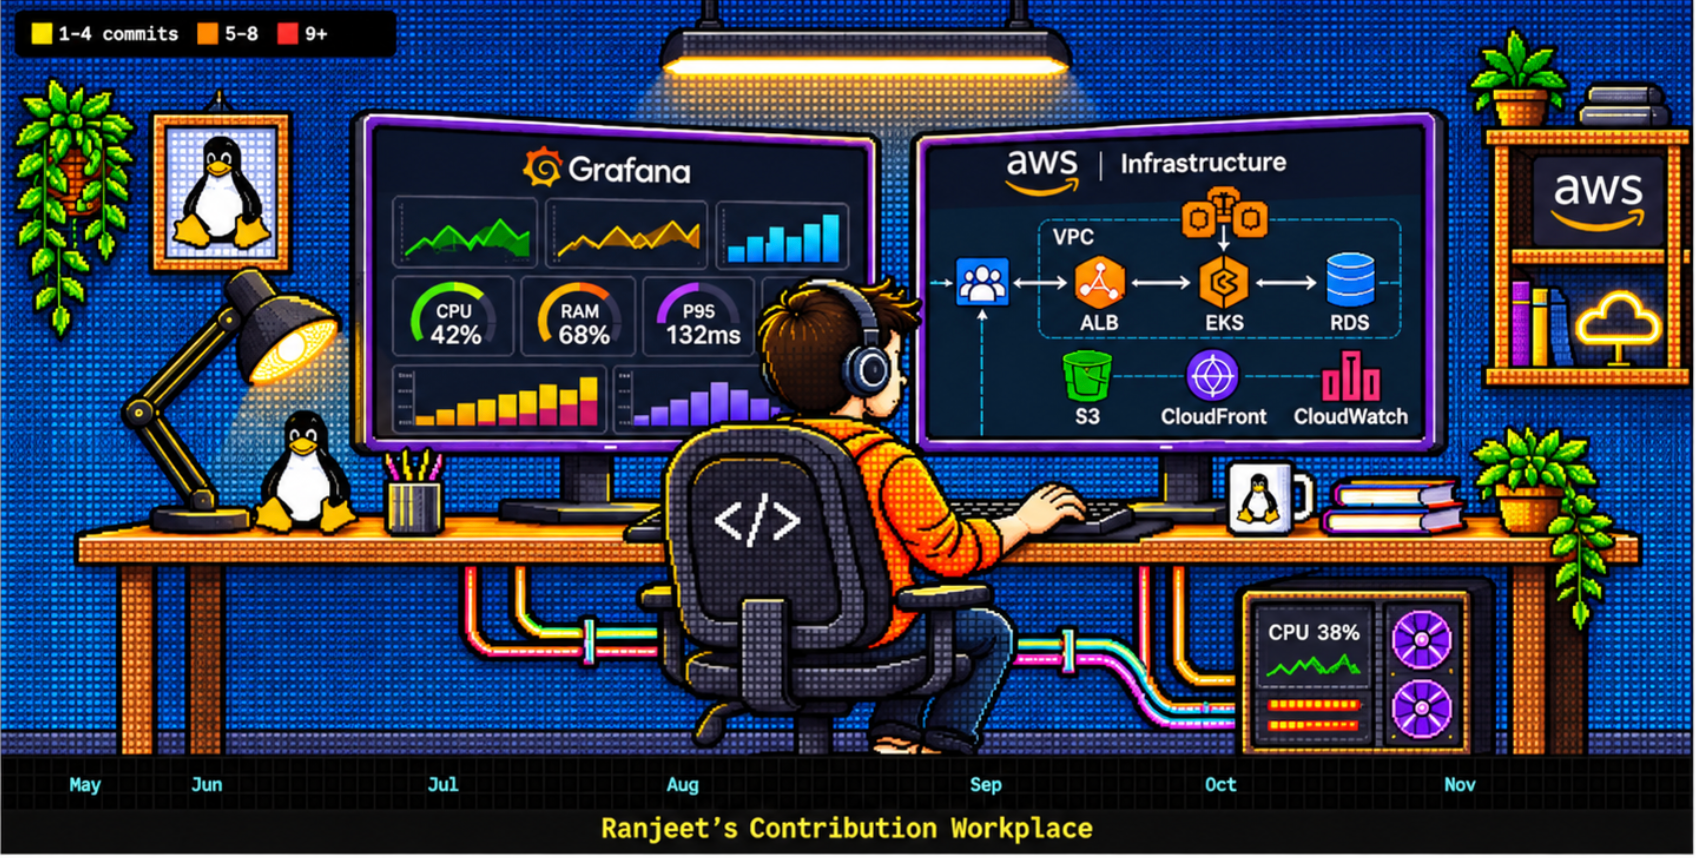 1-4 commits 5-8 9+
Grafana
CPU
42%
RAM
68%
P95
132ms
</>
aws | Infrastructure
VPC
ALB
EKS
RDS
S3
CloudFront
CloudWatch
aws
CPU 38%
May Jun Jul Aug Sep Oct Nov
Ranjeet's Contribution Workplace